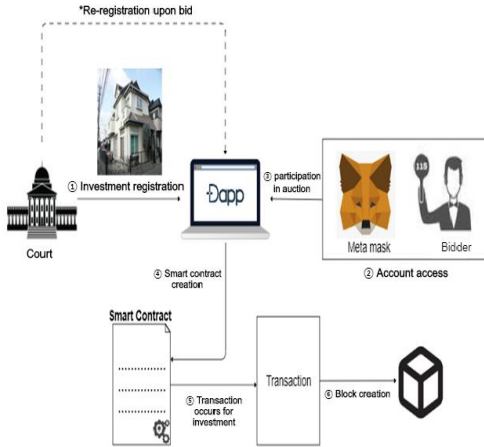 *Re-registration upon bid
① Investment registration
Court
Dapp
③ participation
in auction
115
Meta mask
Bidder
② Account access
④ Smart contract
creation
Smart Contract
Transaction
⑤ Transaction
occurs for
investment
⑥ Block creation